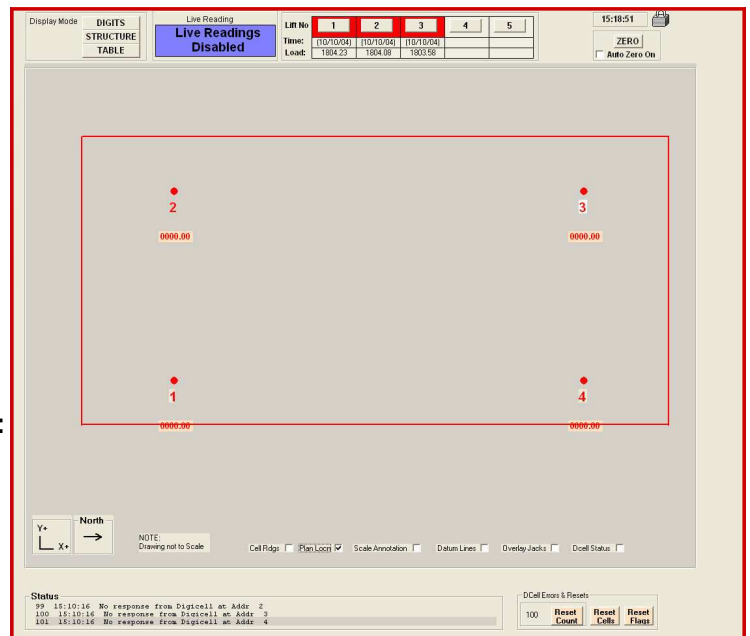 Display Mode
DIGITS
STRUCTURE
TABLE
Live Reading
Live Readings
Disabled
Lift No 1 2 3 4 5
Time: (10/10/04) (10/10/04) (10/10/04)
Load: 1804.23 1804.08 1803.58
15:18:51
ZERO
Auto Zero On
2
0000.00
3
0000.00
1
0000.00
4
0000.00
:
Y+
X+
North
NOTE:
Drawing not to Scale
Cell Rdgs Plan Locn Scale Annotation Datum Lines Overlay Jacks Dcell Status
Status
99 15:10:16 No response from Digicell at Addr 2
100 15:10:16 No response from Digicell at Addr 3
101 15:10:16 No response from Digicell at Addr 4
DCell Errors & Resets
100
Reset Count
Reset Cells
Reset Flags